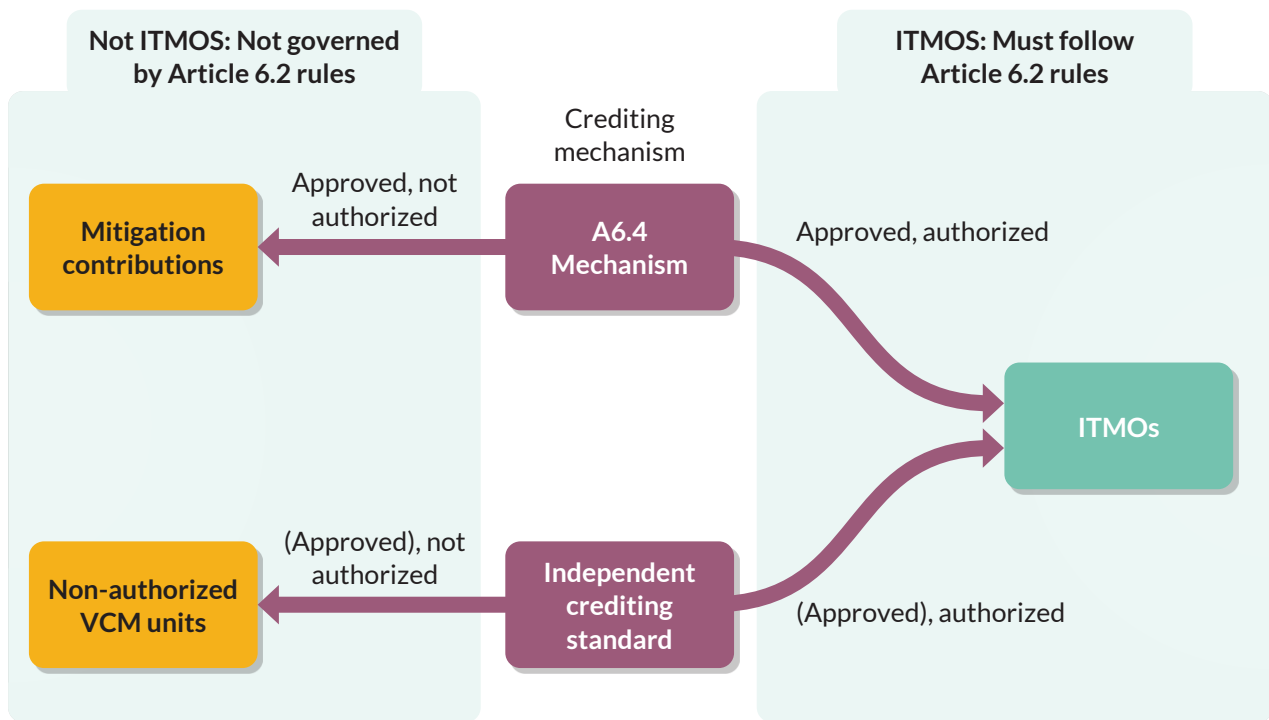 Not ITMOS: Not governed
by Article 6.2 rules
ITMOS: Must follow
Article 6.2 rules
Crediting
mechanism
Approved, not
authorized
Mitigation
contributions
A6.4
Mechanism
Approved, authorized
ITMOs
(Approved), not
authorized
Non-authorized
VCM units
Independent
crediting
standard
(Approved), authorized